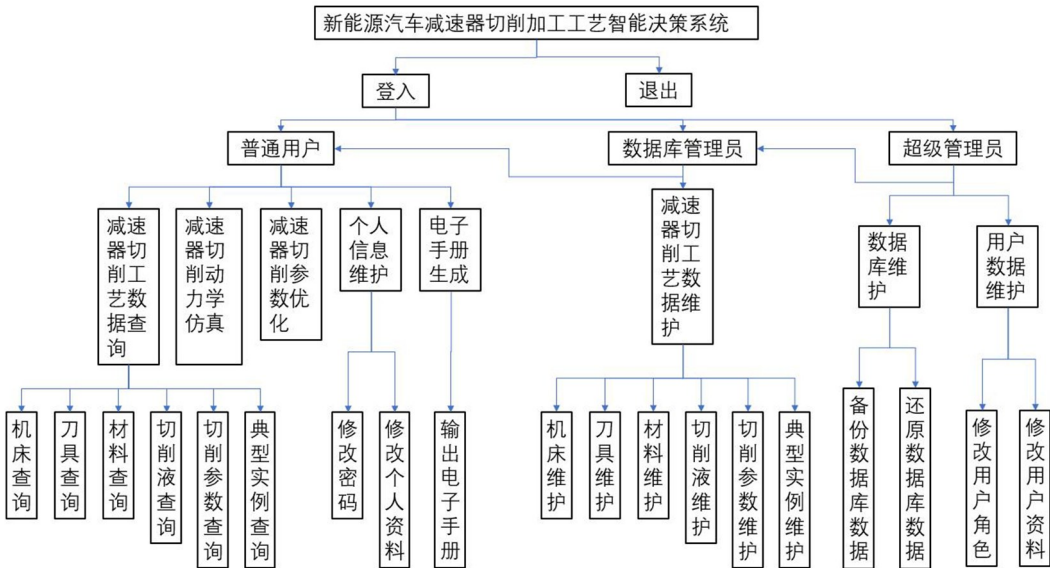 新能源汽车减速器切削加工工艺智能决策系统
登入
退出
普通用户
数据库管理员
超级管理员
减速
器切
削工
艺数
据查
询
减速
器切
削动
力学
仿真
减速
器切
削参
数优
化
个人
信息
维护
电子
手册
生成
减速
器切
削工
艺数
据维
护
数据
库维
护
用户
数据
维护
机床查询
刀具查询
材料查询
切削液查询
切削参数查询
典型实例查询
修改密码
修改个人资料
输出电子手册
机床维护
刀具维护
材料维护
切削液维护
切削参数维护
典型实例维护
备份数据库数据
还原数据库数据
修改用户角色
修改用户资料